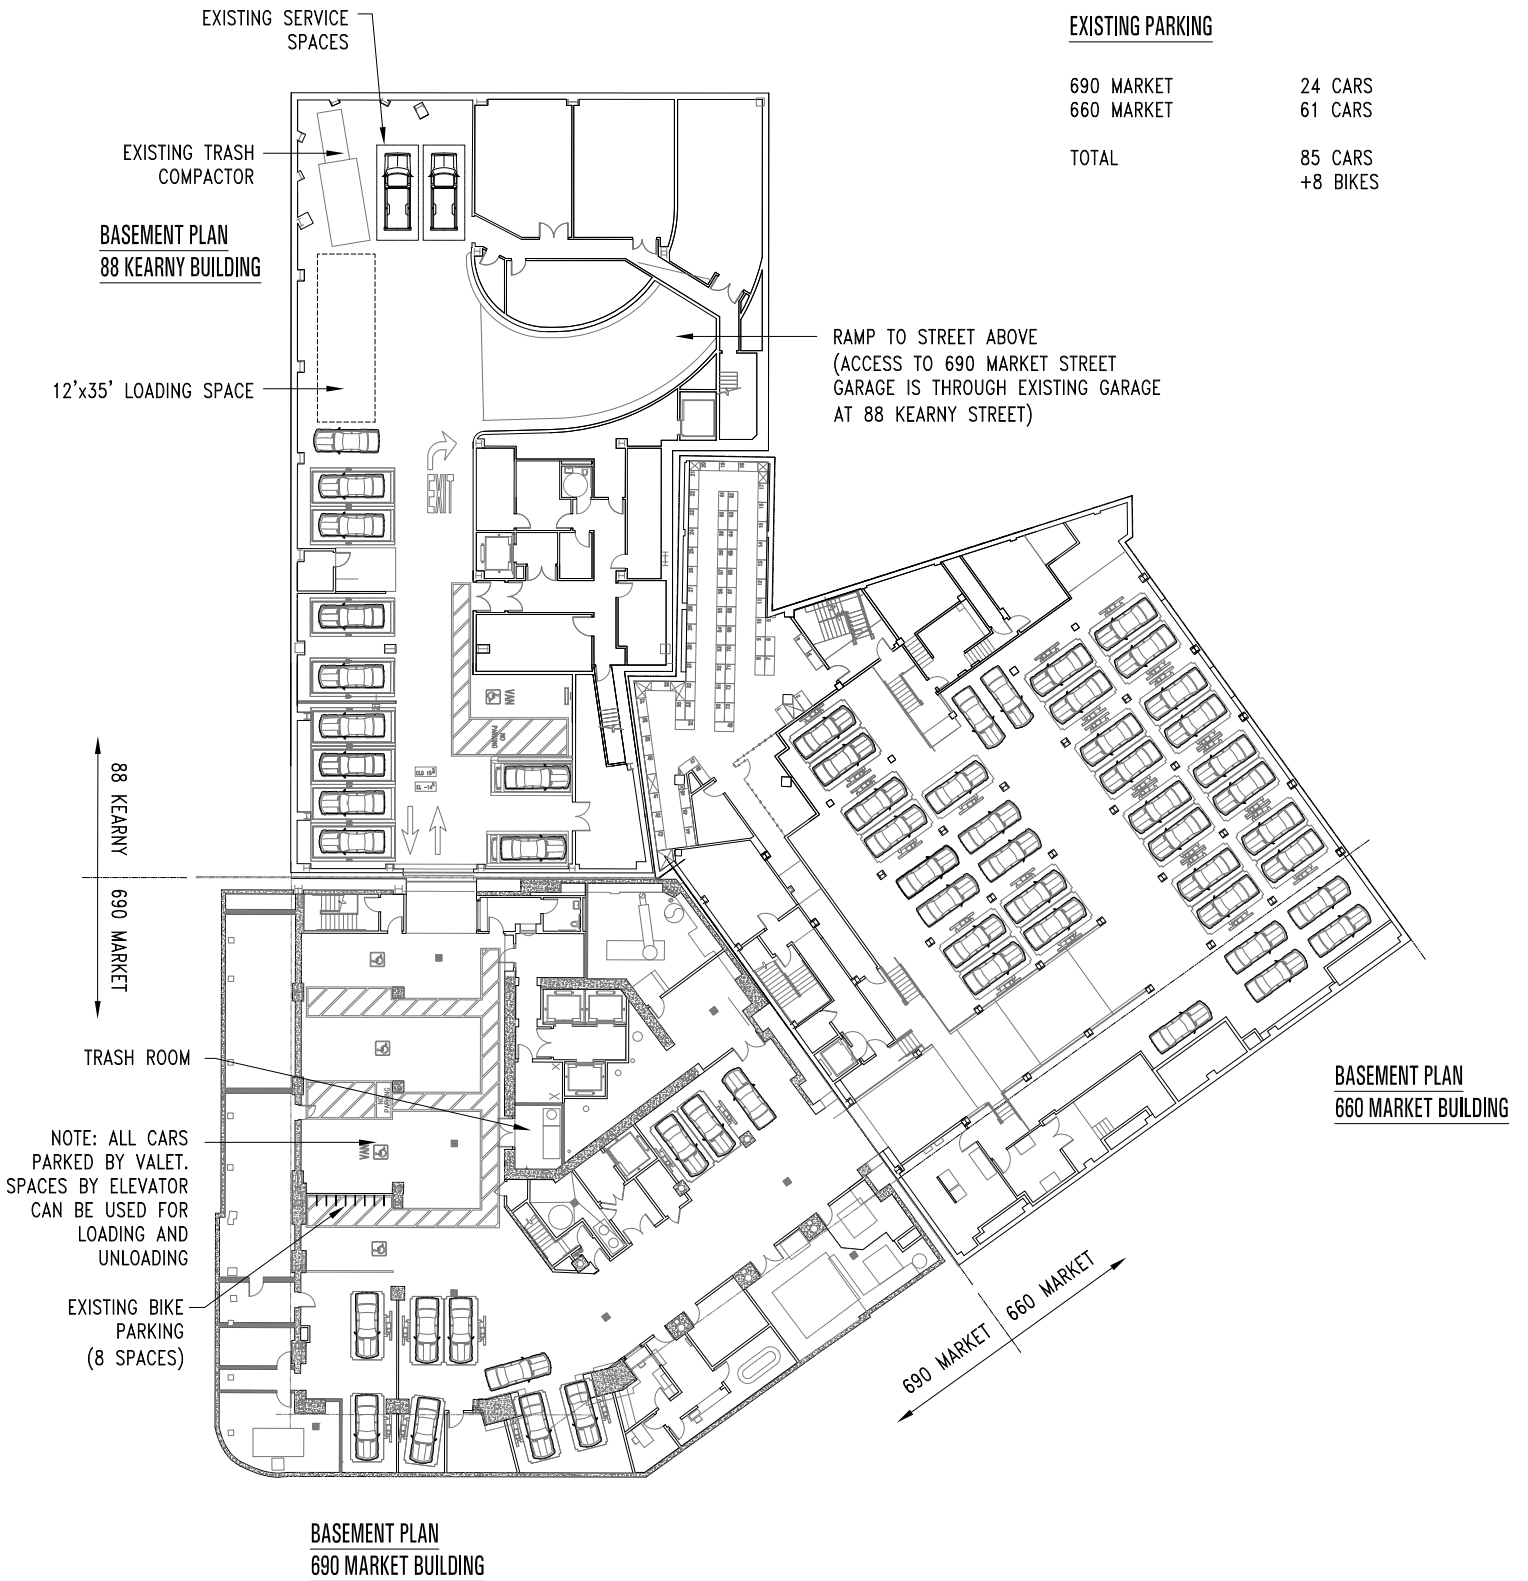 EXISTING SERVICE
SPACES
EXISTING PARKING
690 MARKET 24 CARS
660 MARKET 61 CARS
TOTAL 85 CARS
+8 BIKES
EXISTING TRASH
COMPACTOR
BASEMENT PLAN
88 KEARNY BUILDING
RAMP TO STREET ABOVE
(ACCESS TO 690 MARKET STREET
GARAGE IS THROUGH EXISTING GARAGE
AT 88 KEARNY STREET)
12'x35' LOADING SPACE
EXIT
VAN
NO
PARKING
88 KEARNY
690 MARKET
TRASH ROOM
NO
PARKING
NOTE: ALL CARS
PARKED BY VALET.
SPACES BY ELEVATOR
CAN BE USED FOR
LOADING AND
UNLOADING
VAN
EXISTING BIKE
PARKING
(8 SPACES)
BASEMENT PLAN
660 MARKET BUILDING
690 MARKET
660 MARKET
BASEMENT PLAN
690 MARKET BUILDING